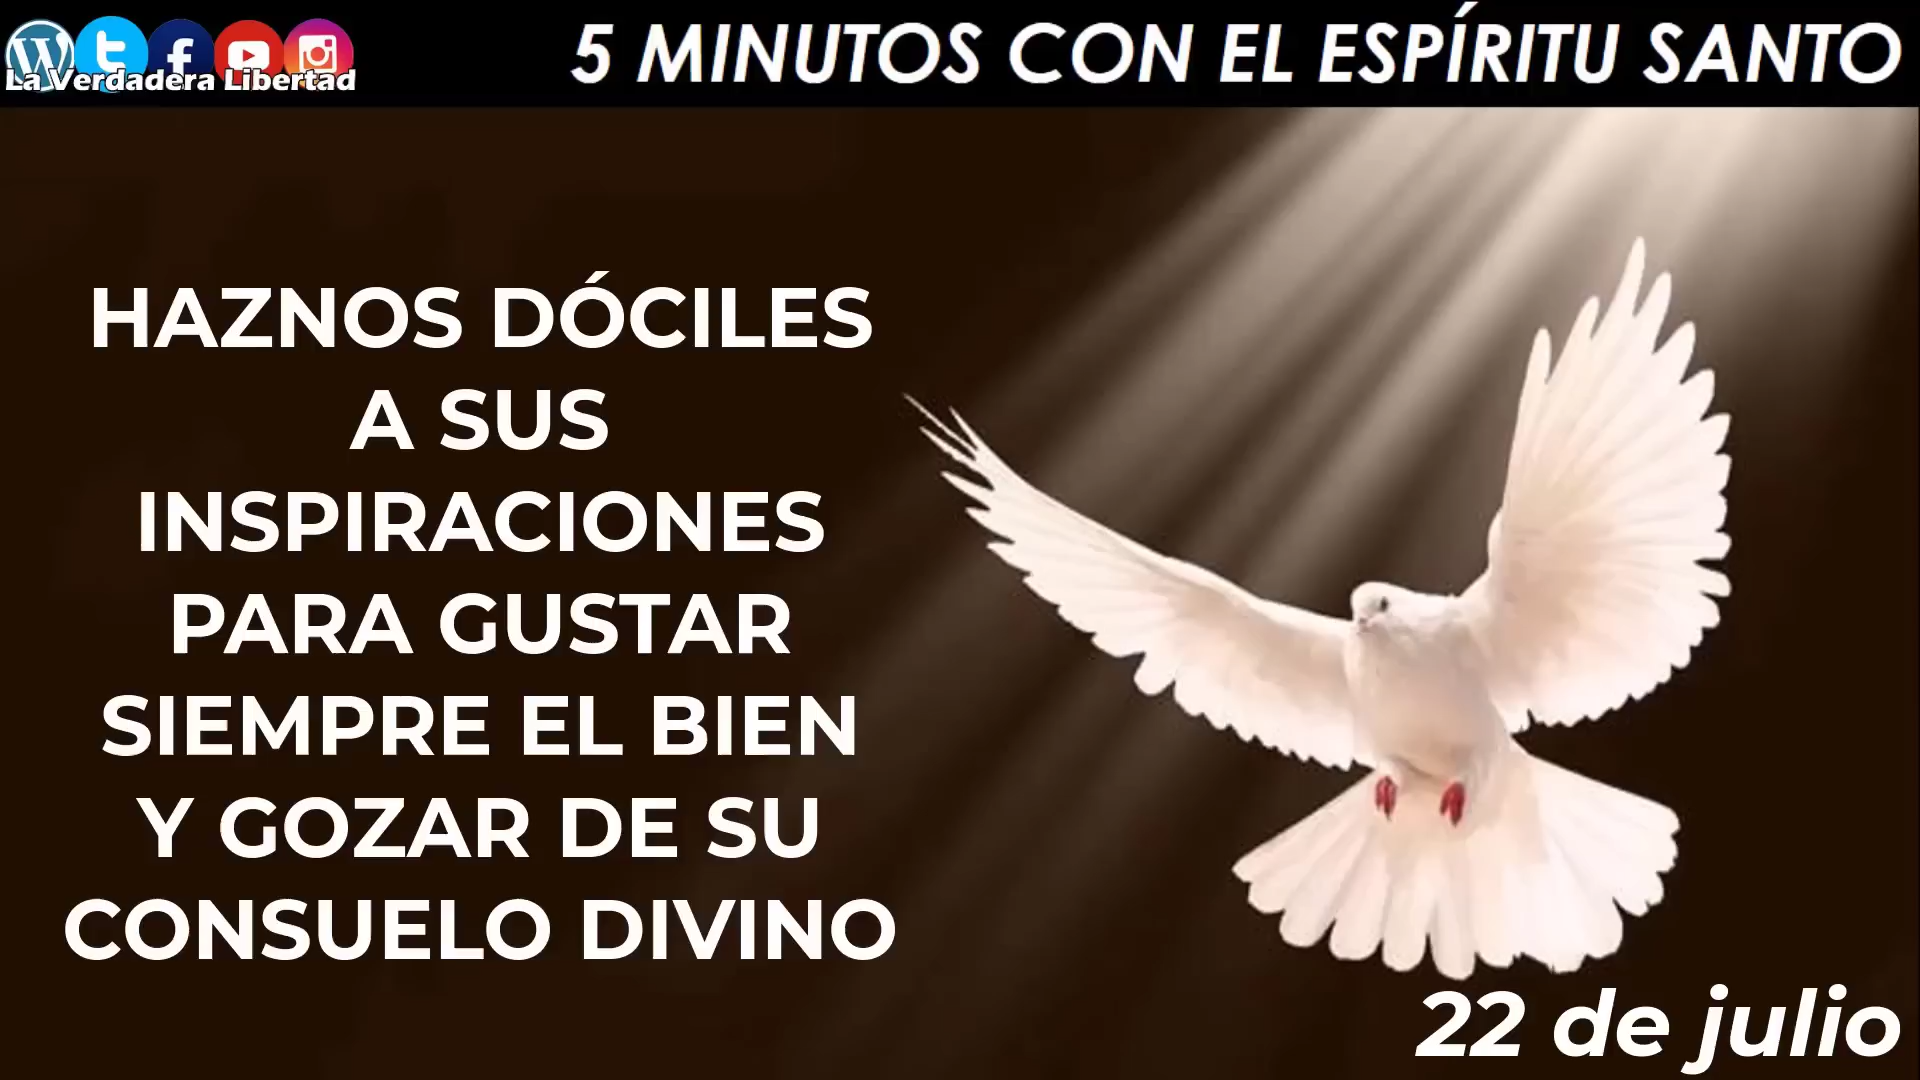 5 MINUTOS CON EL ESPÍRITU SANTO
La Verdadera Libertad
HAZNOS DÓCILES
A SUS
INSPIRACIONES
PARA GUSTAR
SIEMPRE EL BIEN
Y GOZAR DE SU
CONSUELO DIVINO
22 de julio